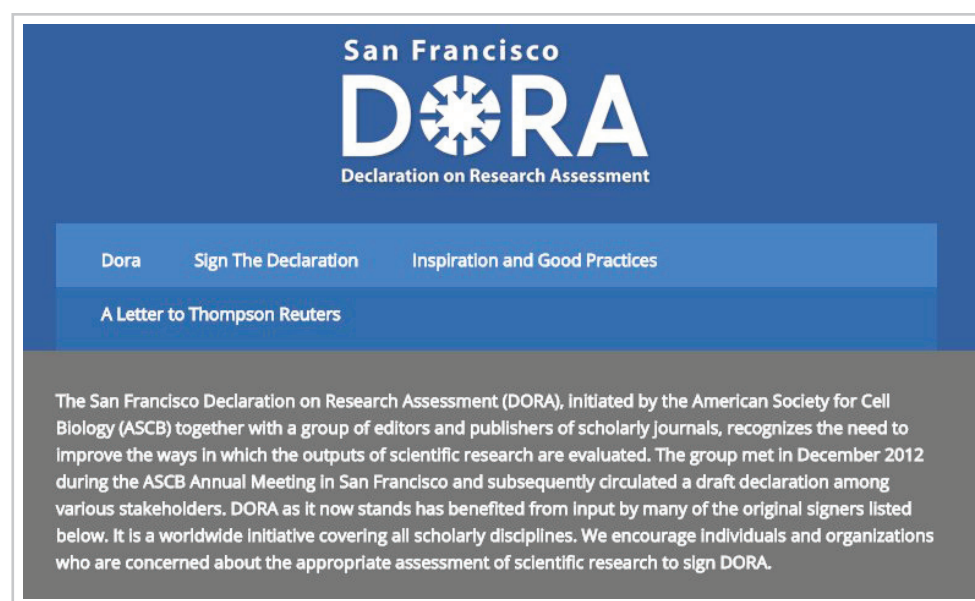 San Francisco
DORA
Declaration on Research Assessment
Dora Sign The Declaration Inspiration and Good Practices
A Letter to Thompson Reuters
The San Francisco Declaration on Research Assessment (DORA), initiated by the American Society for Cell
Biology (ASCB) together with a group of editors and publishers of scholarly journals, recognizes the need to
improve the ways in which the outputs of scientific research are evaluated. The group met in December 2012
during the ASCB Annual Meeting in San Francisco and subsequently circulated a draft declaration among
various stakeholders. DORA as it now stands has benefited from input by many of the original signers listed
below. It is a worldwide initiative covering all scholarly disciplines. We encourage individuals and organizations
who are concerned about the appropriate assessment of scientific research to sign DORA.